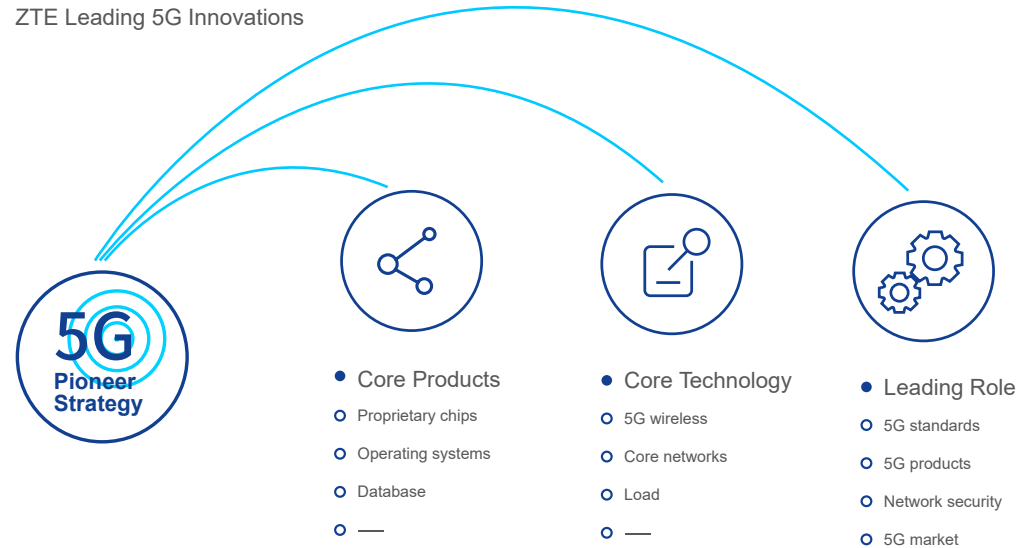 ZTE Leading 5G Innovations
5G
Pioneer
Strategy
Core Products
Proprietary chips
Operating systems
Database
—
Core Technology
5G wireless
Core networks
Load
—
Leading Role
5G standards
5G products
Network security
5G market